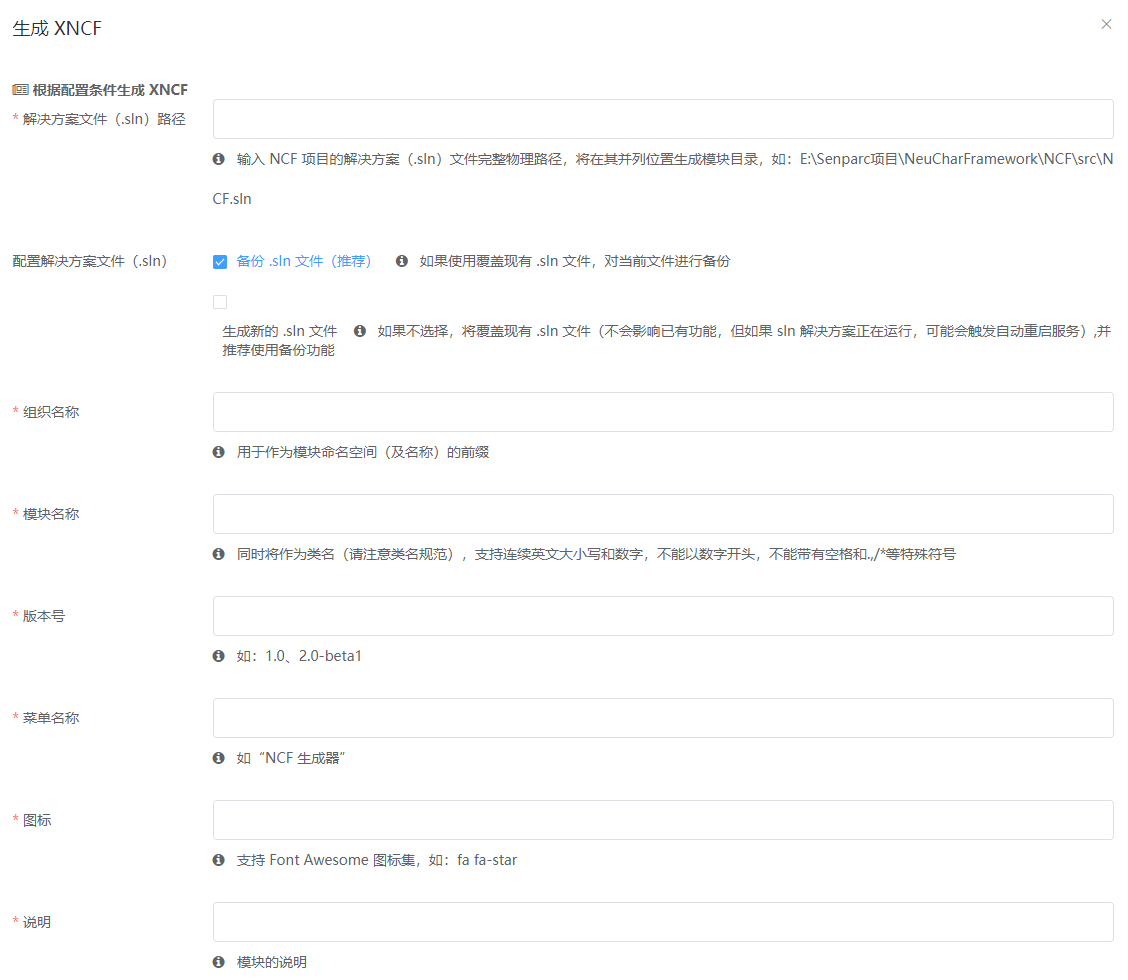 生成 XNCF
根据配置条件生成 XNCF
* 解决方案文件（.sln）路径
输入 NCF 项目的解决方案（.sln）文件完整物理路径，将在其并列位置生成模块目录，如：E:\Senparc项目\NeuCharFramework\NCF\src\N
CF.sln
配置解决方案文件（.sln）
备份 .sln 文件（推荐） 如果使用覆盖现有 .sln 文件，对当前文件进行备份
生成新的 .sln 文件 如果不选择，将覆盖现有 .sln 文件（不会影响已有功能，但如果 sln 解决方案正在运行，可能会触发自动重启服务）,并
推荐使用备份功能
* 组织名称
用于作为模块命名空间（及名称）的前缀
* 模块名称
同时将作为类名（请注意类名规范），支持连续英文大小写和数字，不能以数字开头，不能带有空格和.,/*等特殊符号
* 版本号
如：1.0、2.0-beta1
* 菜单名称
如“NCF 生成器”
* 图标
支持 Font Awesome 图标集，如：fa fa-star
* 说明
模块的说明